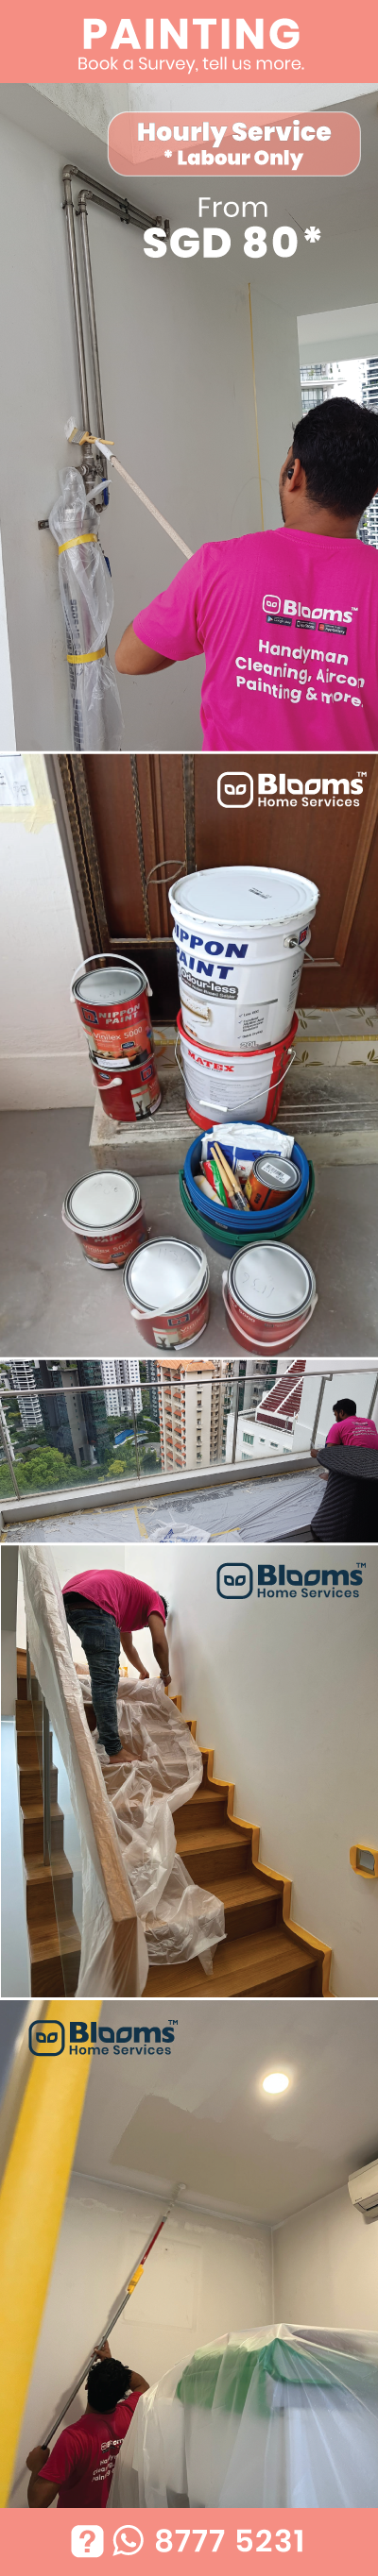 PAINTING
Book a Survey, tell us more.
Hourly Service
* Labour Only
From
SGD 80*
Blooms™
Handyman
Cleaning, Aircon
Painting & more.
Blooms™
Home Services
NIPPON
PAINT
Odour-less
NIPPON
PAINT
Vinilex 5000
MATEX
Blooms™
Home Services
Blooms™
Home Services
? 8777 5231